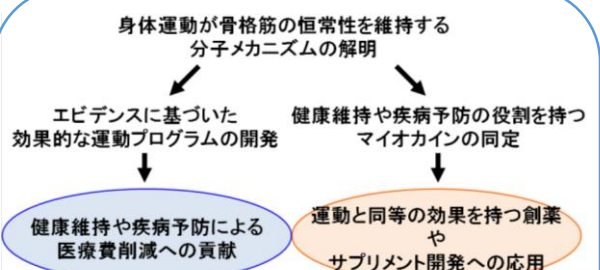 身体運動が骨格筋の恒常性を維持する
分子メカニズムの解明
エビデンスに基づいた
効果的な運動プログラムの開発
健康維持や疾病予防の役割を持つ
マイオカインの同定
健康維持や疾病予防による
医療費削減への貢献
運動と同等の効果を持つ創薬
や
サプリメント開発への応用